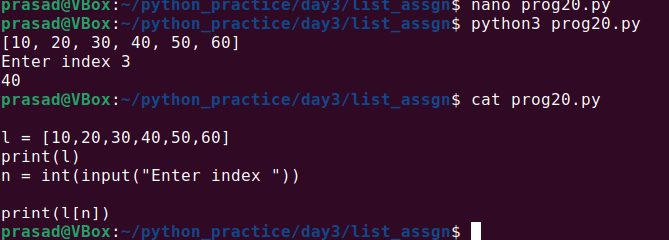 prasad@VBox:~/python_practice/day3/list_assgn$ nano prog20.py
prasad@VBox:~/python_practice/day3/list_assgn$ python3 prog20.py
[10, 20, 30, 40, 50, 60]
Enter index 3
40
prasad@VBox:~/python_practice/day3/list_assgn$ cat prog20.py
l = [10,20,30,40,50,60]
print(l)
n = int(input("Enter index "))
print(l[n])
prasad@VBox:~/python_practice/day3/list_assgn$